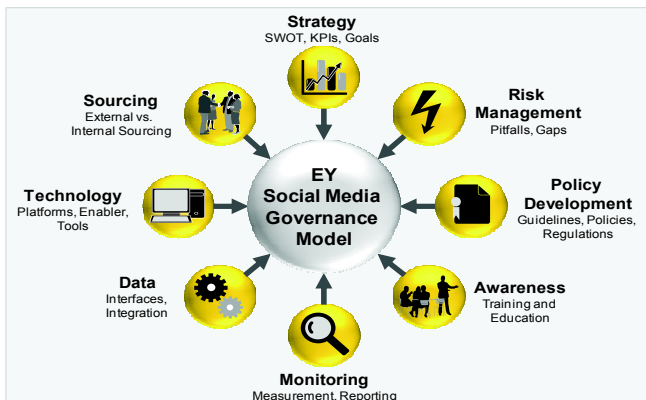 Strategy
SWOT, KPIs, Goals
Sourcing
External vs.
Internal Sourcing
Risk
Management
Pitfalls, Gaps
EY
Social Media
Governance
Model
Technology
Platforms, Enabler,
Tools
Policy
Development
Guidelines, Policies,
Regulations
Data
Interfaces,
Integration
Awareness
Training and
Education
Monitoring
Measurement, Reporting